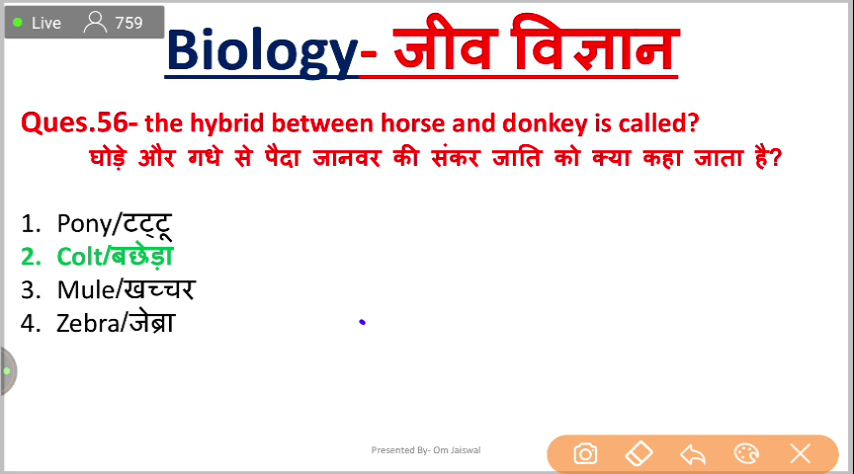 Live 759
Biology- जीव विज्ञान
Ques.56- the hybrid between horse and donkey is called?
घोड़े और गधे से पैदा जानवर की संकर जाति को क्या कहा जाता है?
1. Pony/टट्टू
2. Colt/बछेड़ा
3. Mule/खच्चर
4. Zebra/जेब्रा
Presented By- Om Jaiswal